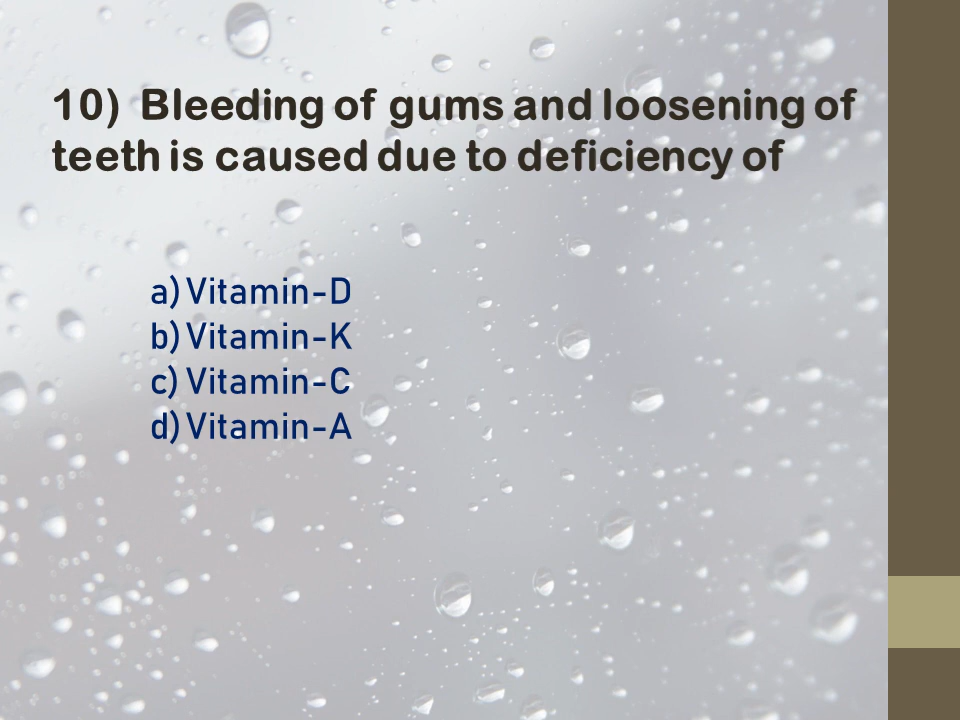 10) Bleeding of gums and loosening of
teeth is caused due to deficiency of
a) Vitamin-D
b) Vitamin-K
c) Vitamin-C
d) Vitamin-A